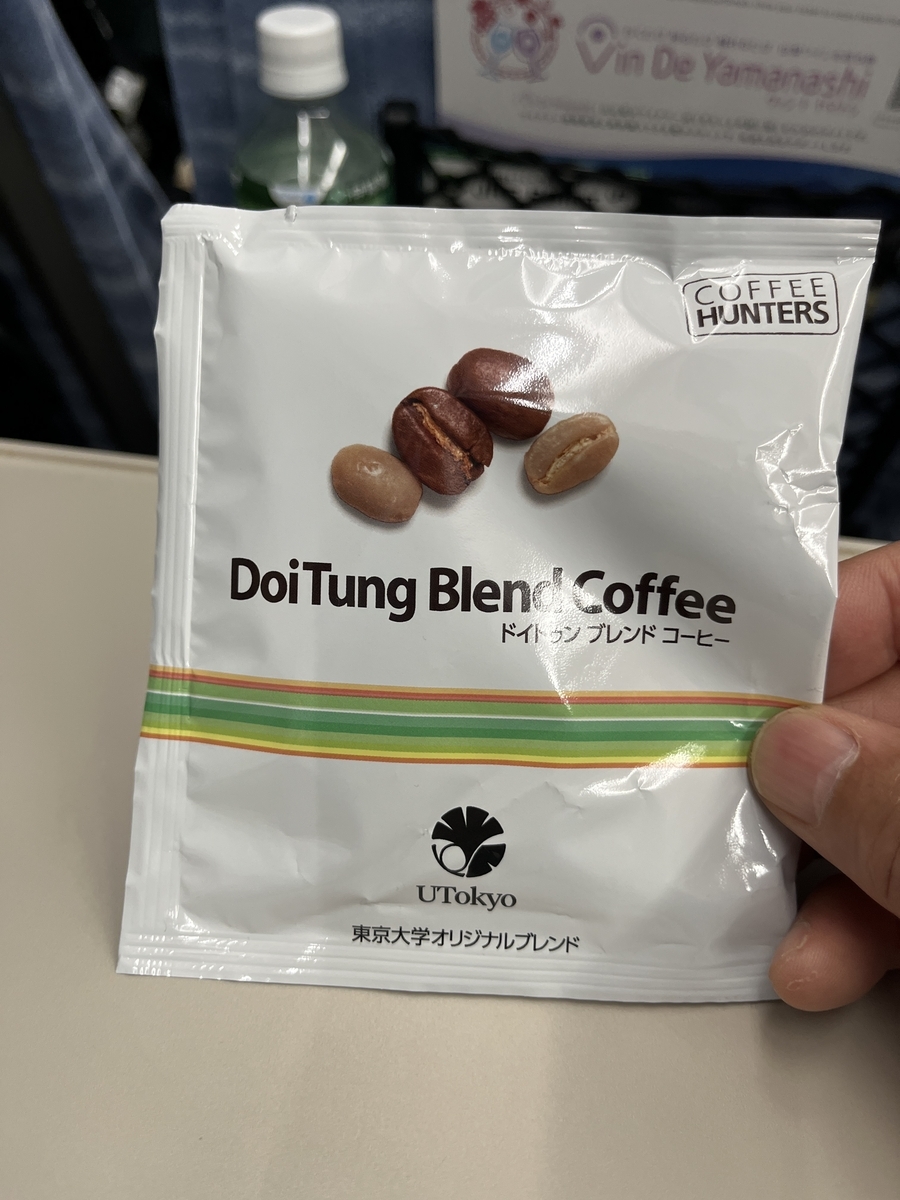 Vin De Yamanashi
COFFEE
HUNTERS
DoiTung Blend Coffee
ドイトゥン ブレンド コーヒー
UTokyo
東京大学オリジナルブレンド